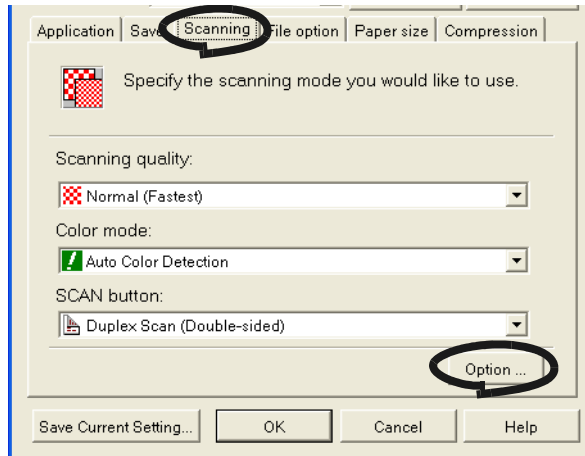 Application Save Scanning File option Paper size Compression
Specify the scanning mode you would like to use.
Scanning quality:
Normal (Fastest)
Color mode:
Auto Color Detection
SCAN button:
Duplex Scan (Double-sided)
Option ...
Save Current Setting... OK Cancel Help